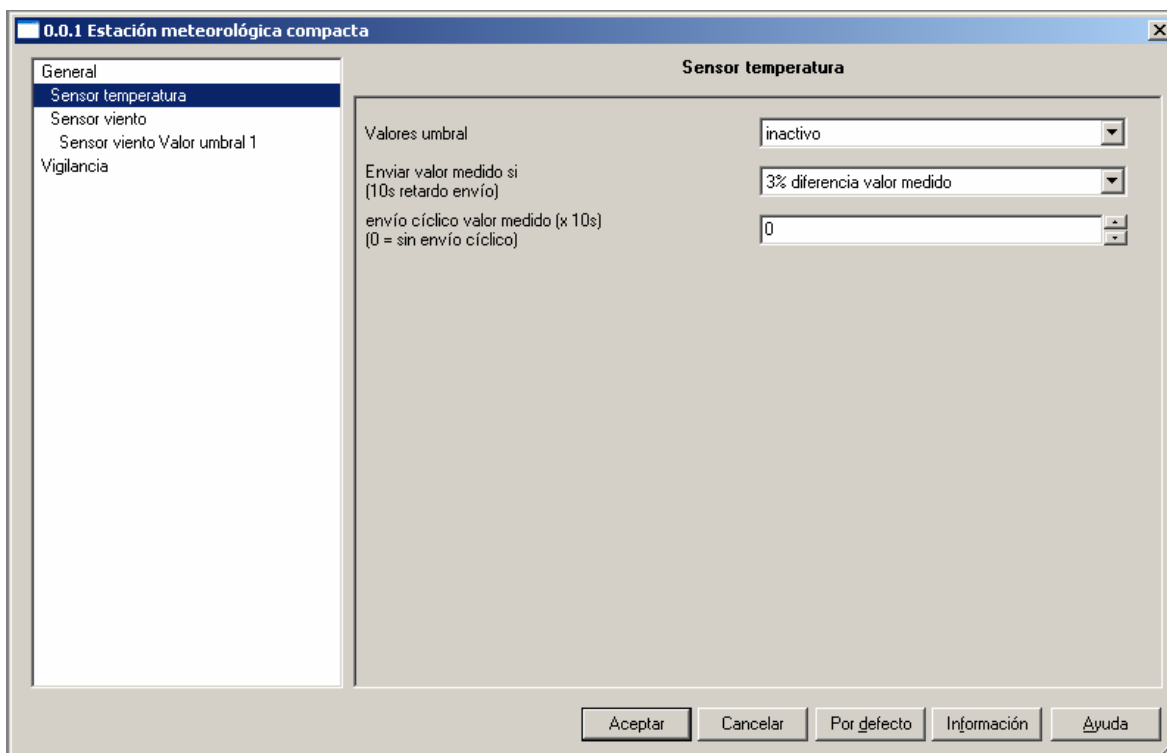 0.0.1 Estación meteorológica compacta
General
Sensor temperatura
Sensor viento
Sensor viento Valor umbral 1
Vigilancia
Sensor temperatura
Valores umbral
inactivo
Enviar valor medido si
(10s retardo envío)
3% diferencia valor medido
envío cíclico valor medido (x 10s)
(0 = sin envío cíclico)
0
Aceptar
Cancelar
Por defecto
Información
Ayuda